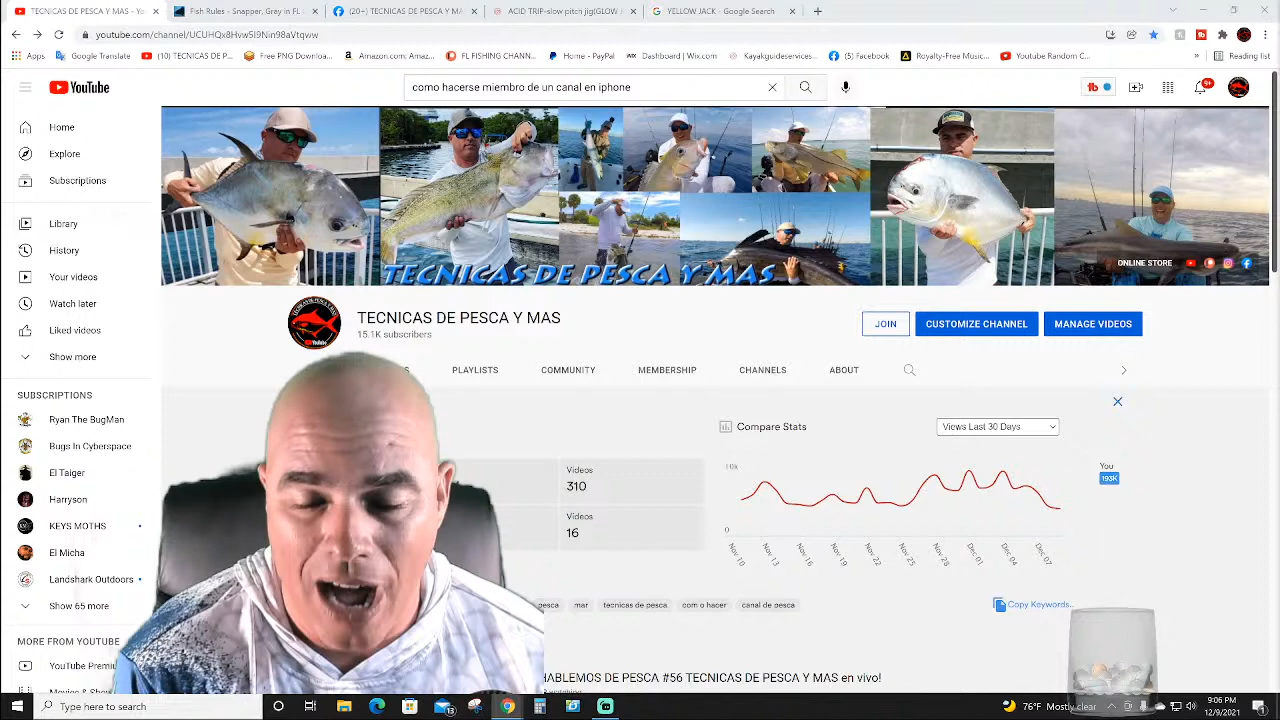 TECNICAS DE PESCA Y MAS - Yo
Fish Rules - Snapper, Gray in FL
(20+) TECNICAS DE PESCA Y MA
ACID TRIP-slow pitch jig(GLOW
YELLOW JACK - Google Search
youtube.com/channel/UCUHQx8Hvw5I9Nin98aVtqww
Apps
Google Translate
(10) TECNICAS DE P...
Amazon.com...
FL FISHING CHANN...
Home - PayPal
Dashboard | Wix.com
Kayakguideservices...
Facebook
Royalty-Free Music...
Youtube Random C...
Reading list
YouTube
como hacerse miembro de un canal en iphone
9+
TECNICAS DE PESCA Y MAS
ONLINE STORE
Home
Explore
Subscriptions
Library
History
Your videos
Watch later
Liked videos
Show more
SUBSCRIPTIONS
Ryan The BugMan
Bugs In Cyberspace
El Taiger
Harryson
KEYS MOTHS
El Micha
Landshark Outdoors
Show 65 more
MORE FROM YOUTUBE
YouTube Premiu
TECNICAS DE PESCA Y MAS
15.1K subscribers
JOIN
CUSTOMIZE CHANNEL
MANAGE VIDEOS
PLAYLISTS
COMMUNITY
MEMBERSHIP
CHANNELS
ABOUT
Compare Stats
Views Last 30 Days
Videos
310
Videos
16
10k
0
You
193K
Nov 10
Nov 13
Nov 16
Nov 19
Nov 22
Nov 25
Nov 28
Dec 01
Dec 04
Dec 07
pesca
mar
tecnicas de pesca
como hacer
canal de pesca
Copy Keywords..
HABLEMOS DE PESCA #56 TECNICAS DE PESCA Y MAS en vivo!
watching
Type here to search
76°F Mostly clear
9:06 PM
12/9/2021